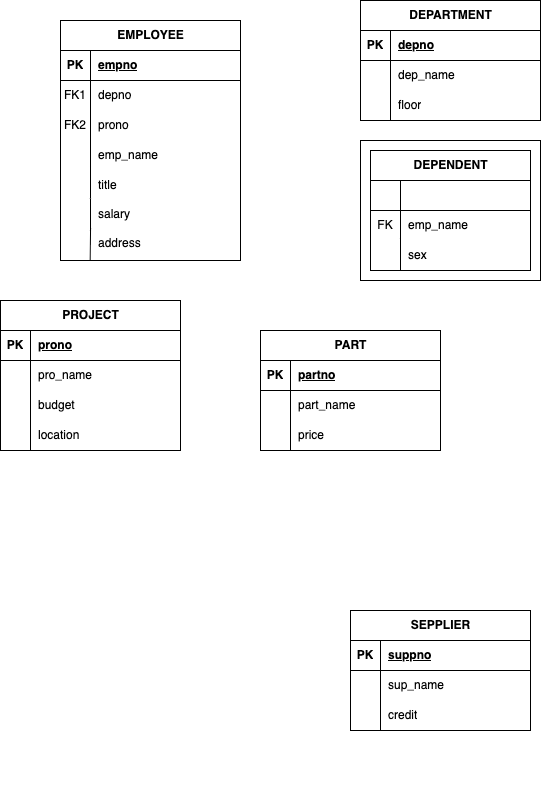 EMPLOYEE
PK empno
FK1 depno
FK2 prono
emp_name
title
salary
address
DEPARTMENT
PK depno
dep_name
floor
DEPENDENT
FK emp_name
sex
PROJECT
PK prono
pro_name
budget
location
PART
PK partno
part_name
price
SEPPLIER
PK suppno
sup_name
credit